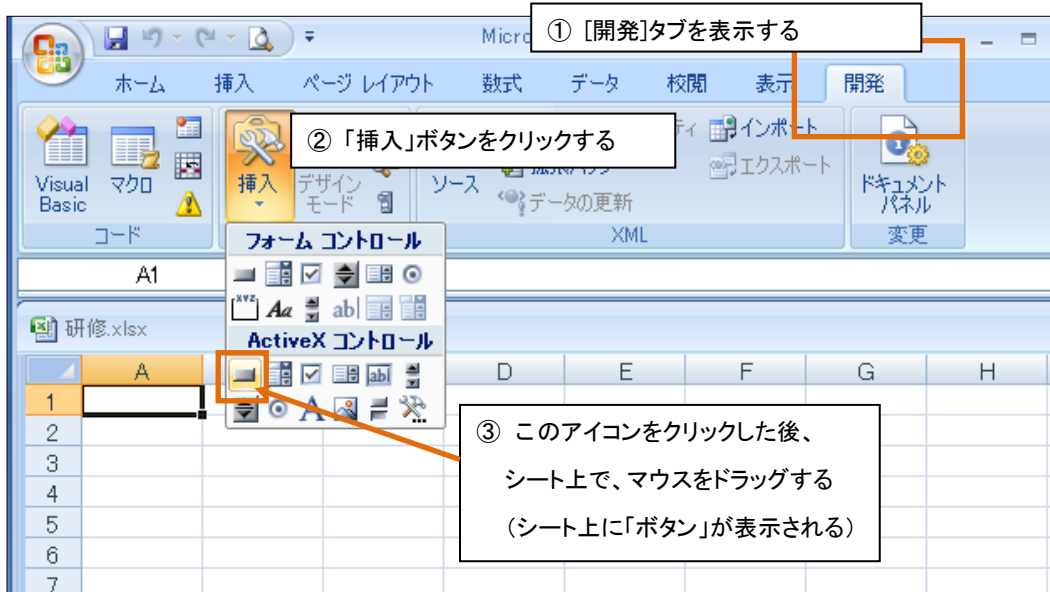 Micro
① [開発]タブを表示する
ホーム 挿入 ページ レイアウト 数式 データ 校閲 表示 開発
② 「挿入」ボタンをクリックする
インポート
エクスポート
Visual Basic
マクロ
挿入
デザイン モード
ソース
データの更新
ドキュメント パネル
コード
XML
変更
フォーム コントロール
XYZ Aa ab|
ActiveX コントロール
ab|
A
A1
研修.xlsx
A D E F G H
1
2
3
4
5
6
7
③ このアイコンをクリックした後、
シート上で、マウスをドラッグする
(シート上に「ボタン」が表示される)